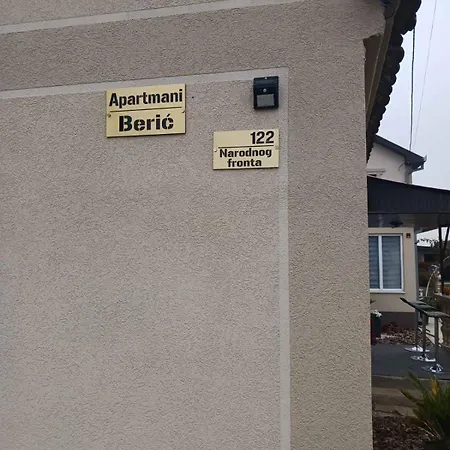 Apartmani
Berić
122
Narodnog
fronta